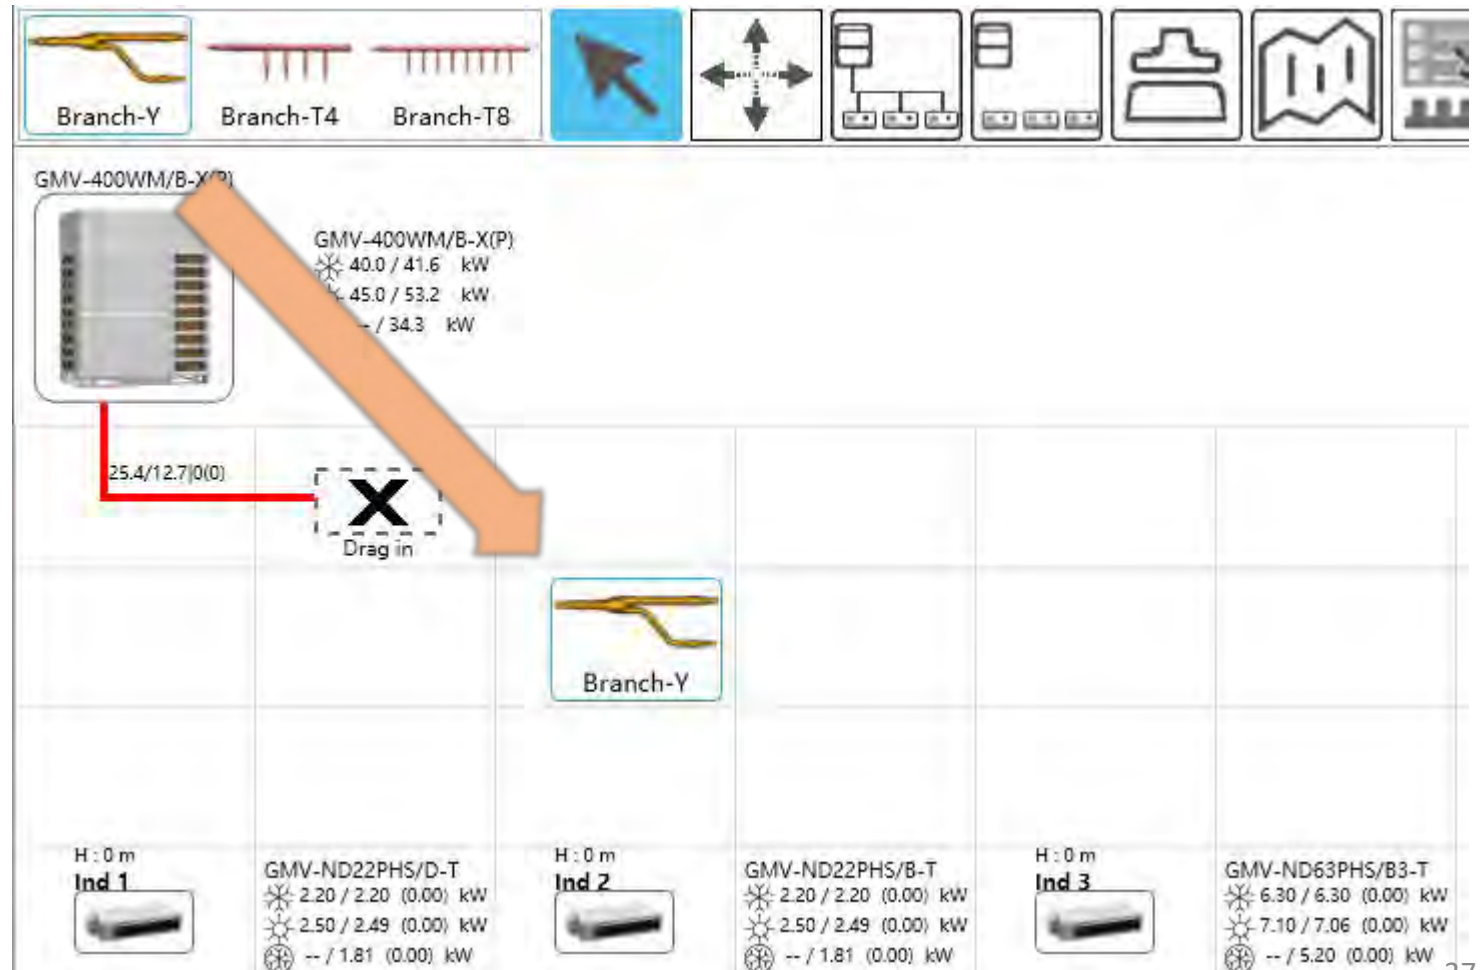 Branch-Y
Branch-T4
Branch-T8
GMV-400WM/B-X(P)
GMV-400WM/B-X(P)
40.0 / 41.6 kW
45.0 / 53.2 kW
/ 34.3 kW
25.4/12.7|0(0)
X
Drag in
Branch-Y
H : 0 m
Ind 1
GMV-ND22PHS/D-T
2.20 / 2.20 (0.00) kW
2.50 / 2.49 (0.00) kW
-- / 1.81 (0.00) kW
H : 0 m
Ind 2
GMV-ND22PHS/B-T
2.20 / 2.20 (0.00) kW
2.50 / 2.49 (0.00) kW
-- / 1.81 (0.00) kW
H : 0 m
Ind 3
GMV-ND63PHS/B3-T
6.30 / 6.30 (0.00) kW
7.10 / 7.06 (0.00) kW
-- / 5.20 (0.00) kW